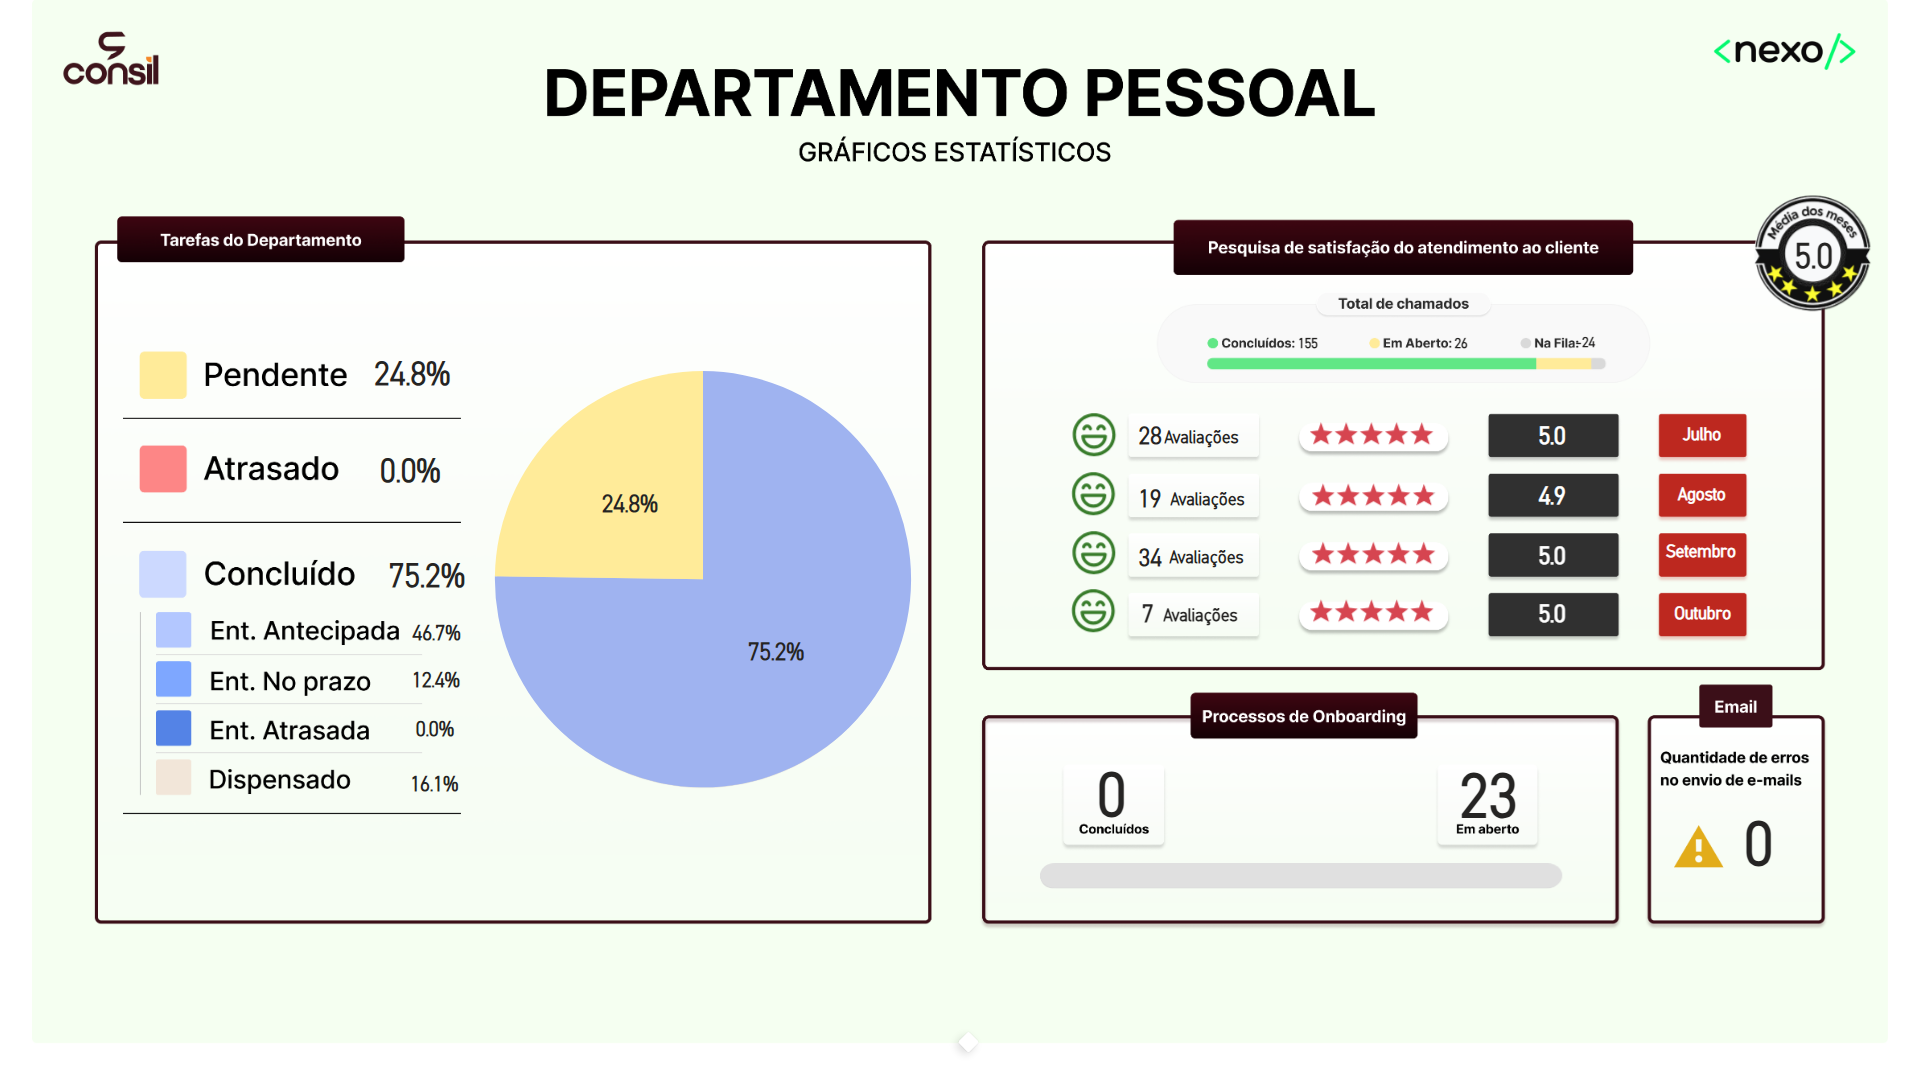 consil
<nexo/>
DEPARTAMENTO PESSOAL
GRÁFICOS ESTATÍSTICOS
Tarefas do Departamento
Pendente 24.8%
Atrasado 0.0%
Concluído 75.2%
Ent. Antecipada 46.7%
Ent. No prazo 12.4%
Ent. Atrasada 0.0%
Dispensado 16.1%
24.8%
75.2%
Pesquisa de satisfação do atendimento ao cliente
Média dos meses
5.0
Total de chamados
Concluídos: 155 Em Aberto: 26 Na Fila:-24
28 Avaliações 5.0 Julho
19 Avaliações 4.9 Agosto
34 Avaliações 5.0 Setembro
7 Avaliações 5.0 Outubro
Processos de Onboarding
0
Concluídos
23
Em aberto
Email
Quantidade de erros
no envio de e-mails
0